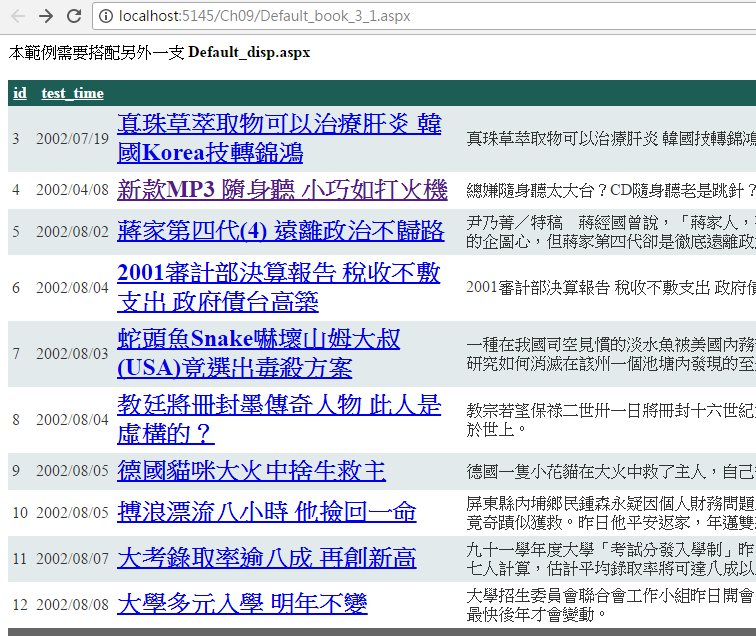 localhost:5145/Ch09/Default_book_3_1.aspx
本範例需要搭配另外一支 Default_disp.aspx
id test_time
3 2002/07/19 真珠草萃取物可以治療肝炎 韓 真珠草萃取物可以治療肝炎 韓國技轉錦鴻
國Korea技轉錦鴻
4 2002/04/08 新款MP3 隨身聽 小巧如打火機 總嫌隨身聽太大台？CD隨身聽老是跳針？
5 2002/08/02 蔣家第四代(4) 遠離政治不歸路 尹乃菁／特稿 蔣經國曾說，「蔣家人，
的企圖心，但蔣家第四代卻是徹底遠離政
6 2002/08/04 2001審計部決算報告 稅收不敷 2001審計部決算報告 稅收不敷支出 政府債
支出 政府債台高築
7 2002/08/03 蛇頭魚Snake嚇壞山姆大叔 一種在我國司空見慣的淡水魚被美國內務
(USA)竟選出毒殺方案 研究如何消滅在該州一個池塘內發現的至
8 2002/08/04 教廷將冊封墨傳奇人物 此人是 教宗若望保祿二世卅一日將冊封十六世紀
虛構的？ 於世上。
9 2002/08/05 德國貓咪大火中捨生救主 德國一隻小花貓在大火中救了主人，自己
10 2002/08/05 搏浪漂流八小時 他撿回一命 屏東縣內埔鄉民鍾森永疑因個人財務問題
竟奇蹟似獲救。昨日他平安返家，年邁雙
11 2002/08/07 大考錄取率逾八成 再創新高 九十一學年度大學「考試分發入學制」昨
七人計算，估計平均錄取率將可達八成以
12 2002/08/08 大學多元入學 明年不變 大學招生委員會聯合會工作小組昨日開會
最快後年才會變動。